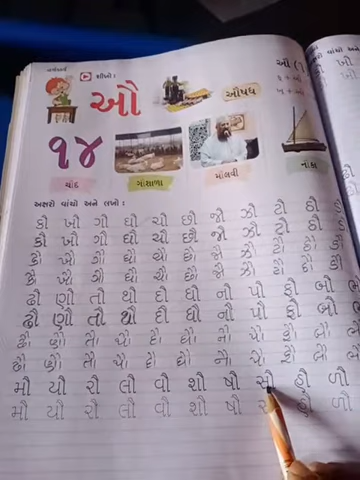 શીખો :
ઔ
ઔષધ
૧૪
ચૌદ
ગૌશાળા
મૌલવી
નૌકા
અક્ષરો વાંચો અને લખો :
કૌ ખૌ ગૌ ઘૌ ચૌ છૌ જૌ ઝૌ ટૌ ઠૌ
કૌ ખૌ ગૌ ઘૌ ચૌ છૌ જૌ ઝૌ ટૌ ઠૌ
કૌ ખૌ ગૌ ઘૌ ચૌ છૌ જૌ ઝૌ ટૌ ઠૌ
કૌ ખૌ ગૌ ઘૌ ચૌ છૌ જૌ ઝૌ ટૌ ઠૌ
ઢૌ ણૌ તૌ થૌ દૌ ધૌ નૌ પૌ ફૌ બૌ
ઢૌ ણૌ તૌ થૌ દૌ ધૌ નૌ પૌ ફૌ બૌ
ઢૌ ણૌ તૌ થૌ દૌ ધૌ નૌ પૌ ફૌ બૌ
ઢૌ ણૌ તૌ થૌ દૌ ધૌ નૌ પૌ ફૌ બૌ
મૌ યૌ રૌ લૌ વૌ શૌ ષૌ સૌ હૌ ળૌ
મૌ યૌ રૌ લૌ વૌ શૌ ષૌ હૌ ળૌ